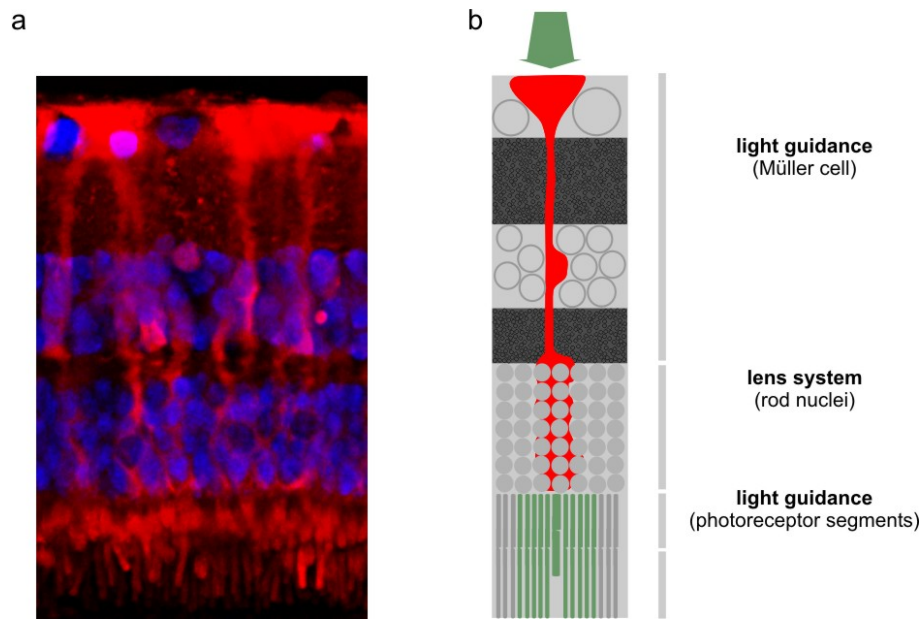 a
b
light guidance
(Müller cell)
lens system
(rod nuclei)
light guidance
(photoreceptor segments)